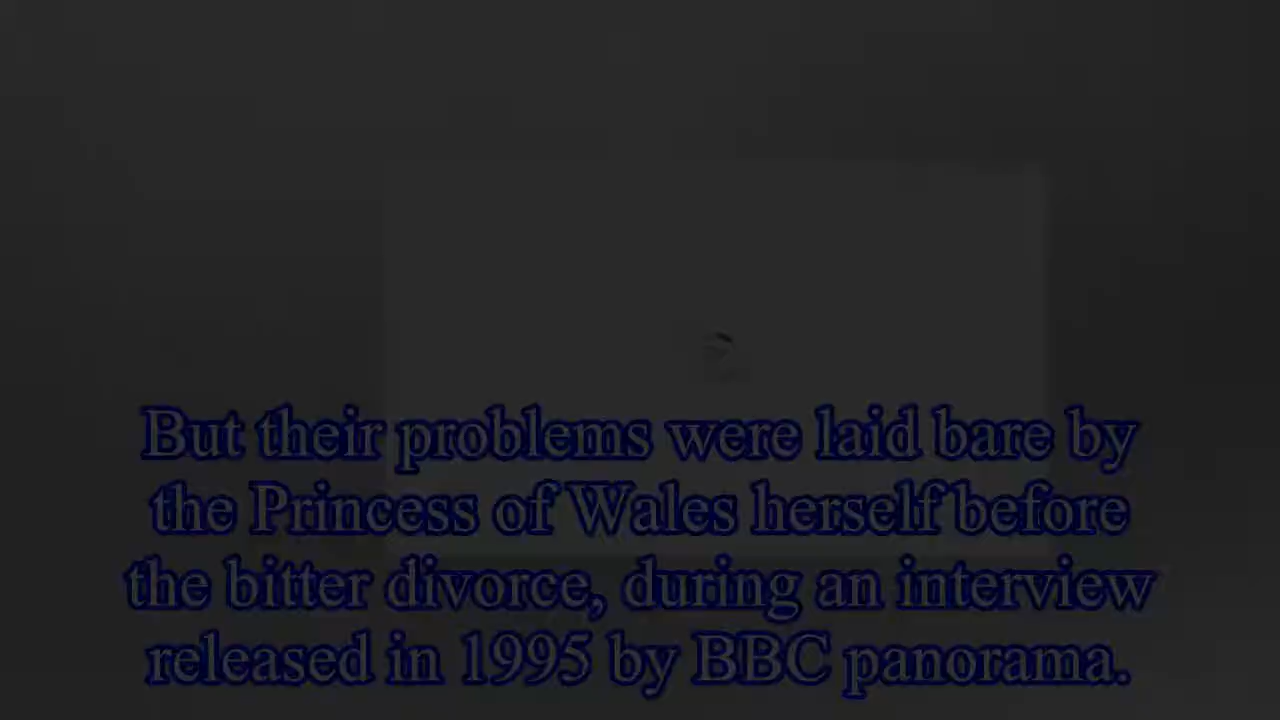 But their problems were laid bare by
the Princess of Wales herself before
the bitter divorce, during an interview
released in 1995 by BBC panorama.